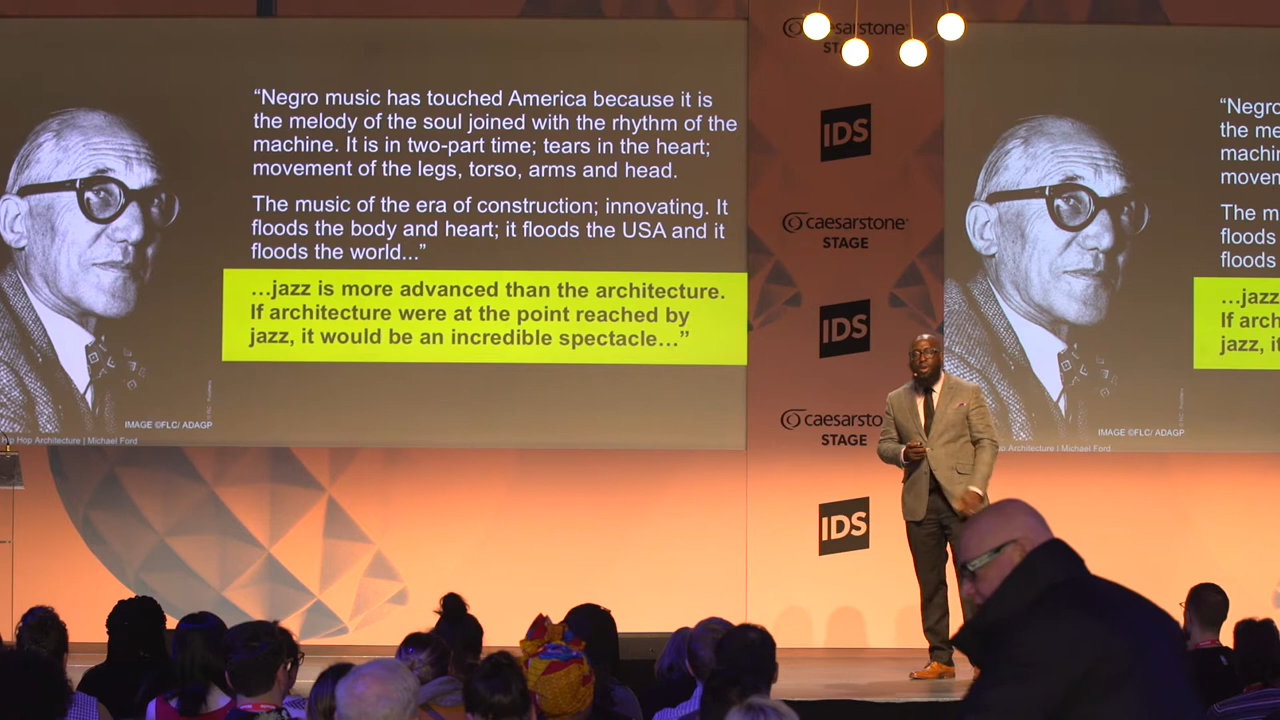 “Negro music has touched America because it is
the melody of the soul joined with the rhythm of the
machine. It is in two-part time; tears in the heart;
movement of the legs, torso, arms and head.
The music of the era of construction; innovating. It
floods the body and heart; it floods the USA and it
floods the world...”
…jazz is more advanced than the architecture.
If architecture were at the point reached by
jazz, it would be an incredible spectacle…”
IMAGE ©FLC/ ADAGP
Hip Hop Architecture | Michael Ford
caesarstone
ST
IDS
caesarstone
STAGE
IDS
caesarsto
STAGE
IDS
“Negro
the me
machin
movem
The m
floods
floods
…jazz
If arch
jazz, it
IMAGE ©FLC/ ADAGP
op Architecture | Michael Ford